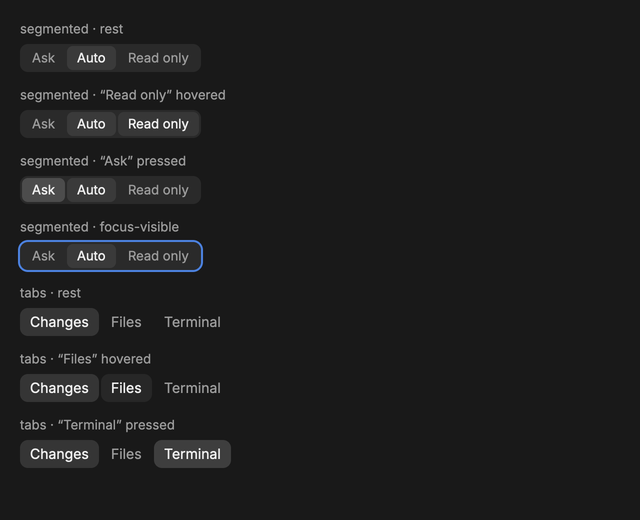 segmented · rest
Ask Auto Read only
segmented · “Read only” hovered
Ask Auto Read only
segmented · “Ask” pressed
Ask Auto Read only
segmented · focus-visible
Ask Auto Read only
tabs · rest
Changes Files Terminal
tabs · “Files” hovered
Changes Files Terminal
tabs · “Terminal” pressed
Changes Files Terminal